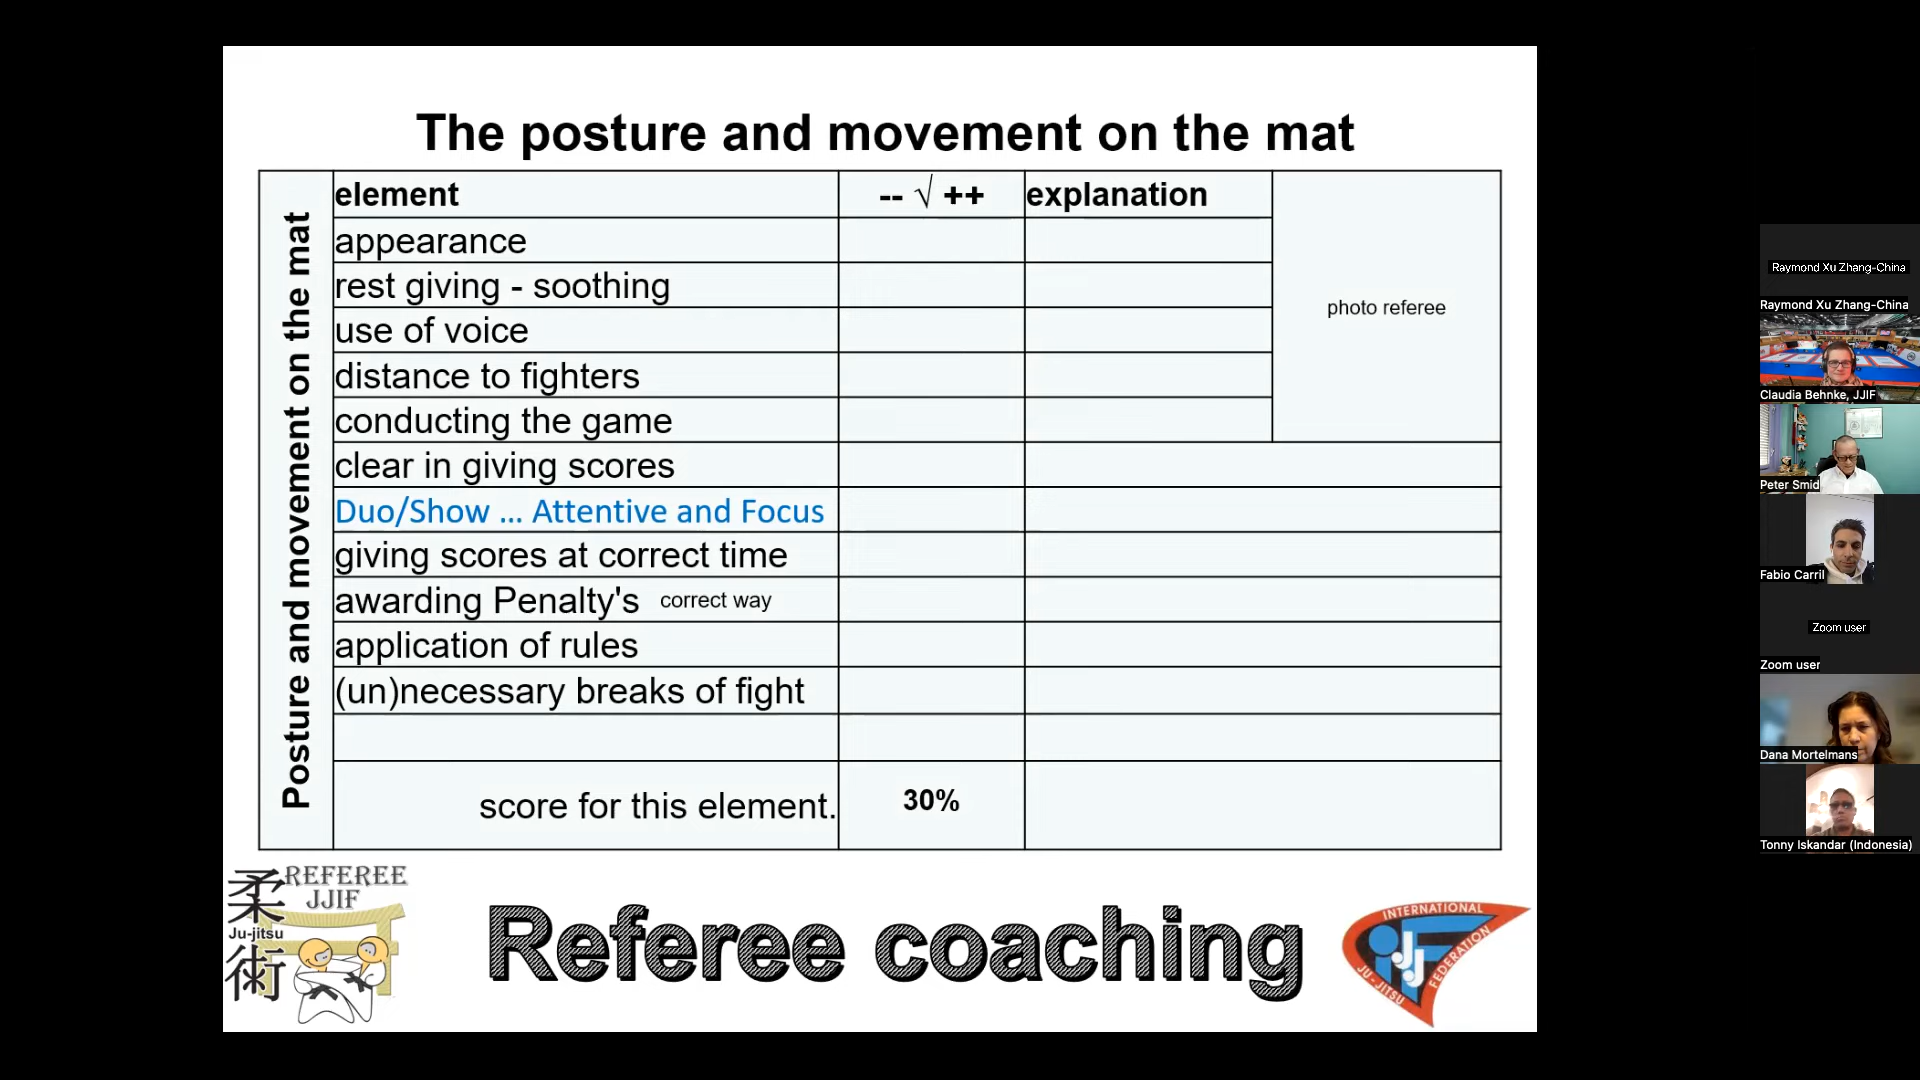 The posture and movement on the mat
Posture and movement on the mat
element
-- √ ++
explanation
appearance
rest giving - soothing
use of voice
distance to fighters
conducting the game
photo referee
clear in giving scores
Duo/Show ... Attentive and Focus
giving scores at correct time
awarding Penalty's correct way
application of rules
(un)necessary breaks of fight
score for this element.
30%
REFEREE
JJIF
柔
Ju-jitsu
術
Referee coaching
INTERNATIONAL
JJIF
JU-JITSU
FEDERATION
Raymond Xu Zhang-China
Raymond Xu Zhang-China
Claudia Behnke, JJIF
Peter Smid
Fabio Carril
Zoom user
Zoom user
Dana Mortelmans
Tonny Iskandar (Indonesia)